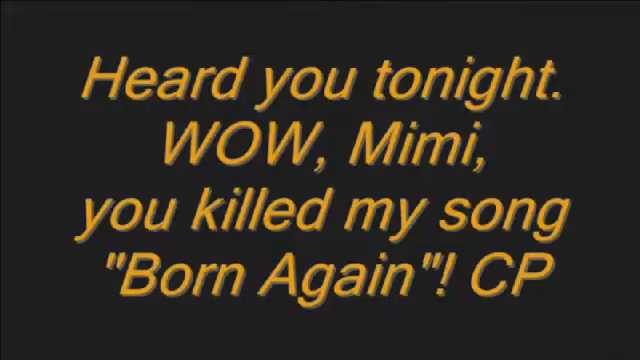 Heard you tonight.
WOW, Mimi,
you killed my song
"Born Again"! CP